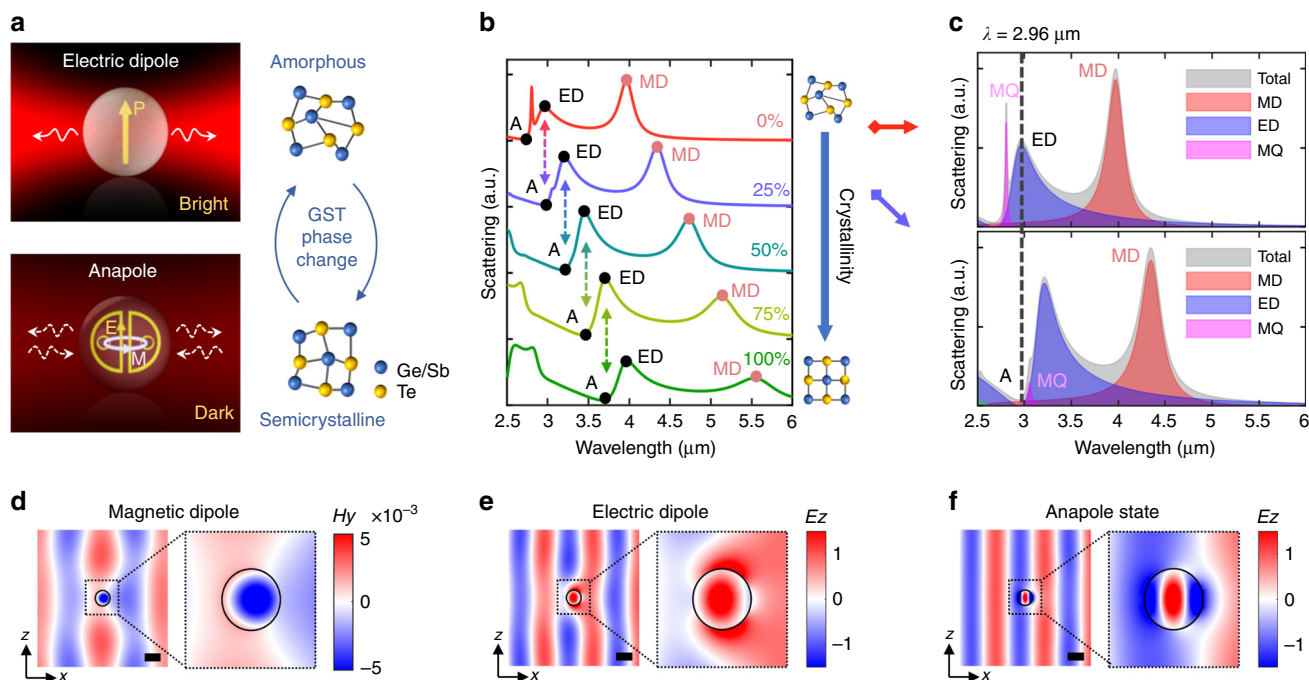 a
Electric dipole
P
Bright
Amorphous
GST
phase
change
Anapole
E
M
Dark
Ge/Sb
Te
Semicrystalline
b
Scattering (a.u.)
A
ED
MD
0%
A
ED
MD
25%
A
ED
MD
50%
A
ED
MD
75%
A
ED
MD
100%
2.5 3 3.5 4 4.5 5 5.5 6
Wavelength (μm)
Crystallinity
c
λ = 2.96 μm
Scattering (a.u.)
MQ
ED
MD
Total
MD
ED
MQ
Scattering (a.u.)
A
MQ
MD
Total
MD
ED
MQ
2.5 3 3.5 4 4.5 5 5.5 6
Wavelength (μm)
d
Magnetic dipole
Hy ×10⁻³
5
0
−5
z
x
e
Electric dipole
Ez
1
0
−1
z
x
f
Anapole state
Ez
1
0
−1
z
x